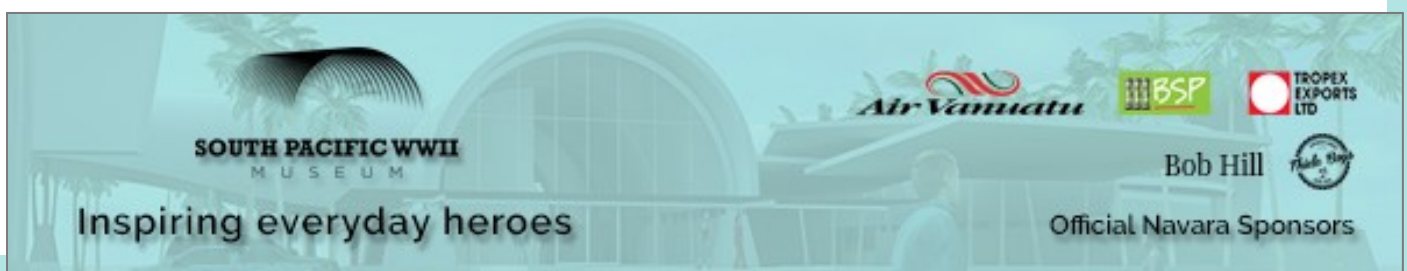 SOUTH PACIFIC WWII
MUSEUM
Inspiring everyday heroes
Air Vanuatu
BSP
TROPEX
EXPORTS
LTD
Bob Hill
Official Navara Sponsors